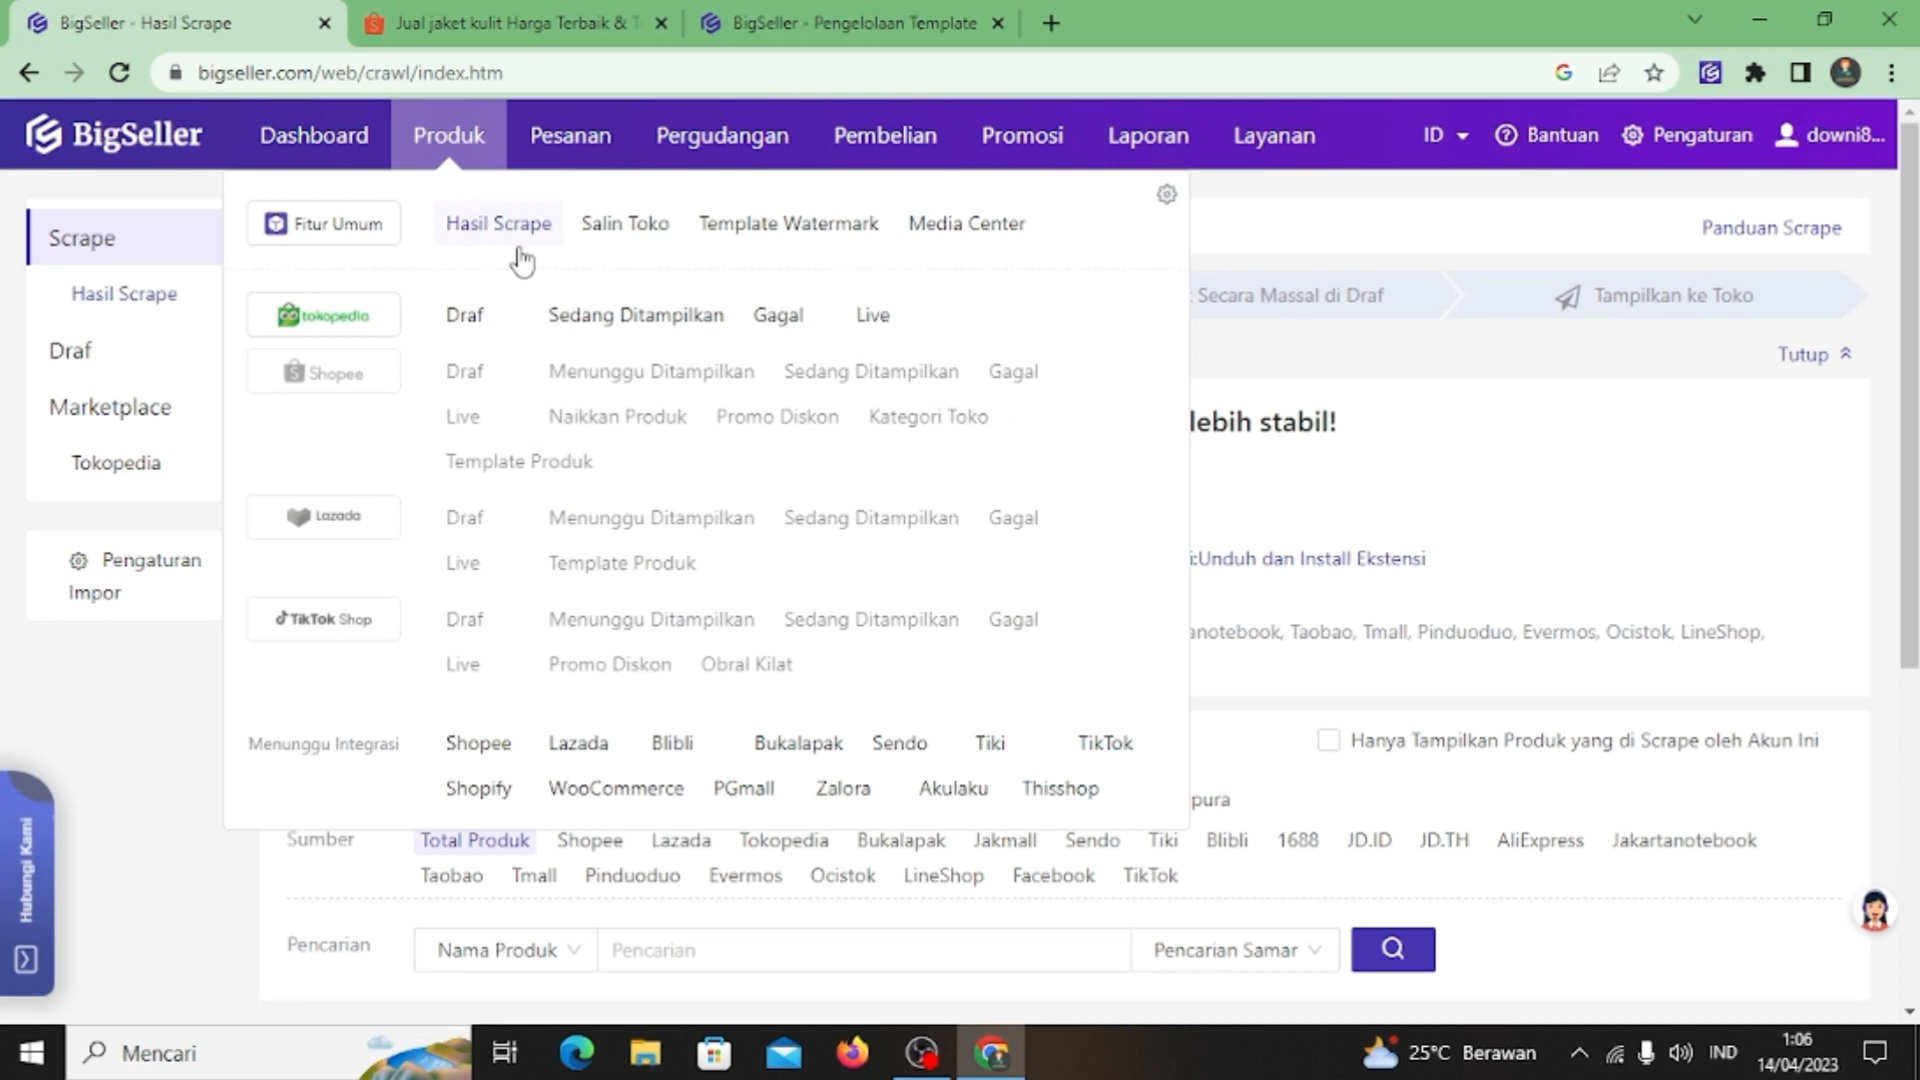 BigSeller - Hasil Scrape
Jual jaket kulit Harga Terbaik & T
BigSeller - Pengelolaan Template
bigseller.com/web/crawl/index.htm
BigSeller Dashboard Produk Pesanan Pergudangan Pembelian Promosi Laporan Layanan ID Bantuan Pengaturan downi8...
Scrape
Hasil Scrape
Draf
Marketplace
Tokopedia
Pengaturan
Impor
Hubungi Kami
Fitur Umum Hasil Scrape Salin Toko Template Watermark Media Center
tokopedia Draf Sedang Ditampilkan Gagal Live
Shopee Draf Menunggu Ditampilkan Sedang Ditampilkan Gagal
Live Naikkan Produk Promo Diskon Kategori Toko
Template Produk
Lazada Draf Menunggu Ditampilkan Sedang Ditampilkan Gagal
Live Template Produk
TikTok Shop Draf Menunggu Ditampilkan Sedang Ditampilkan Gagal
Live Promo Diskon Obral Kilat
Menunggu Integrasi Shopee Lazada Blibli Bukalapak Sendo Tiki TikTok
Shopify WooCommerce PGmall Zalora Akulaku Thisshop
Panduan Scrape
Secara Massal di Draf Tampilkan ke Toko
Tutup
lebih stabil!
i:Unduh dan Install Ekstensi
anotebook, Taobao, Tmall, Pinduoduo, Evermos, Ocistok, LineShop,
Hanya Tampilkan Produk yang di Scrape oleh Akun Ini
pura
Sumber Total Produk Shopee Lazada Tokopedia Bukalapak Jakmall Sendo Tiki Blibli 1688 JD.ID JD.TH AliExpress Jakartanotebook
Taobao Tmall Pinduoduo Evermos Ocistok LineShop Facebook TikTok
Pencarian Nama Produk Pencarian Pencarian Samar
Mencari
25°C Berawan
IND
1:06
14/04/2023